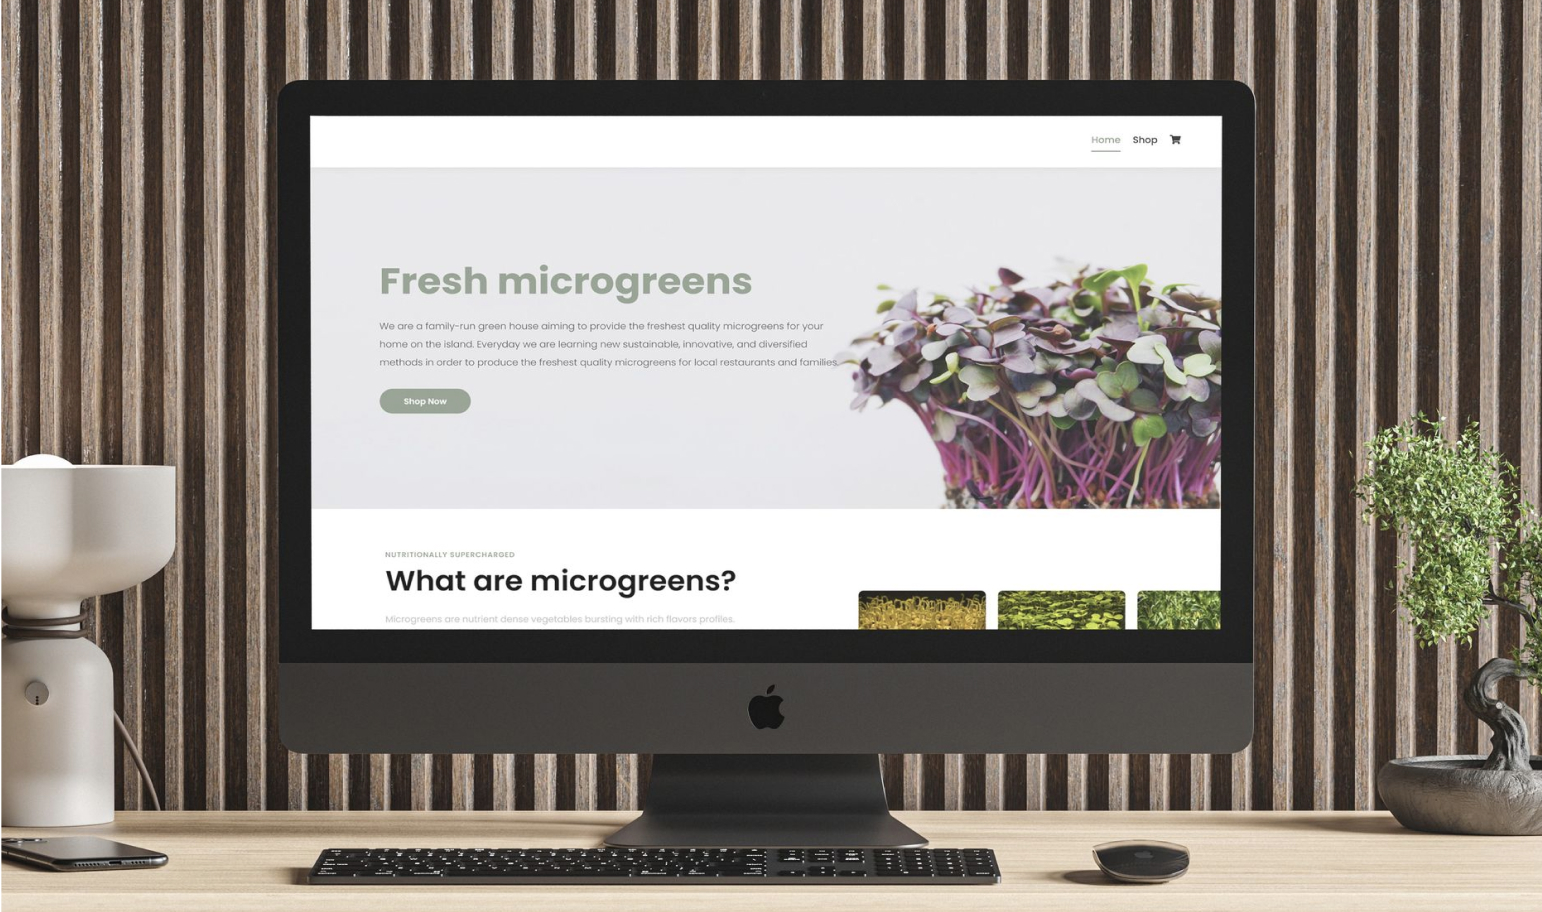 Home Shop
Fresh microgreens
We are a family-run green house aiming to provide the freshest quality microgreens for your
home on the island. Everyday we are learning new sustainable, innovative, and diversified
methods in order to produce the freshest quality microgreens for local restaurants and families.
Shop Now
NUTRITIONALLY SUPERCHARGED
What are microgreens?
Microgreens are nutrient dense vegetables bursting with rich flavors profiles.